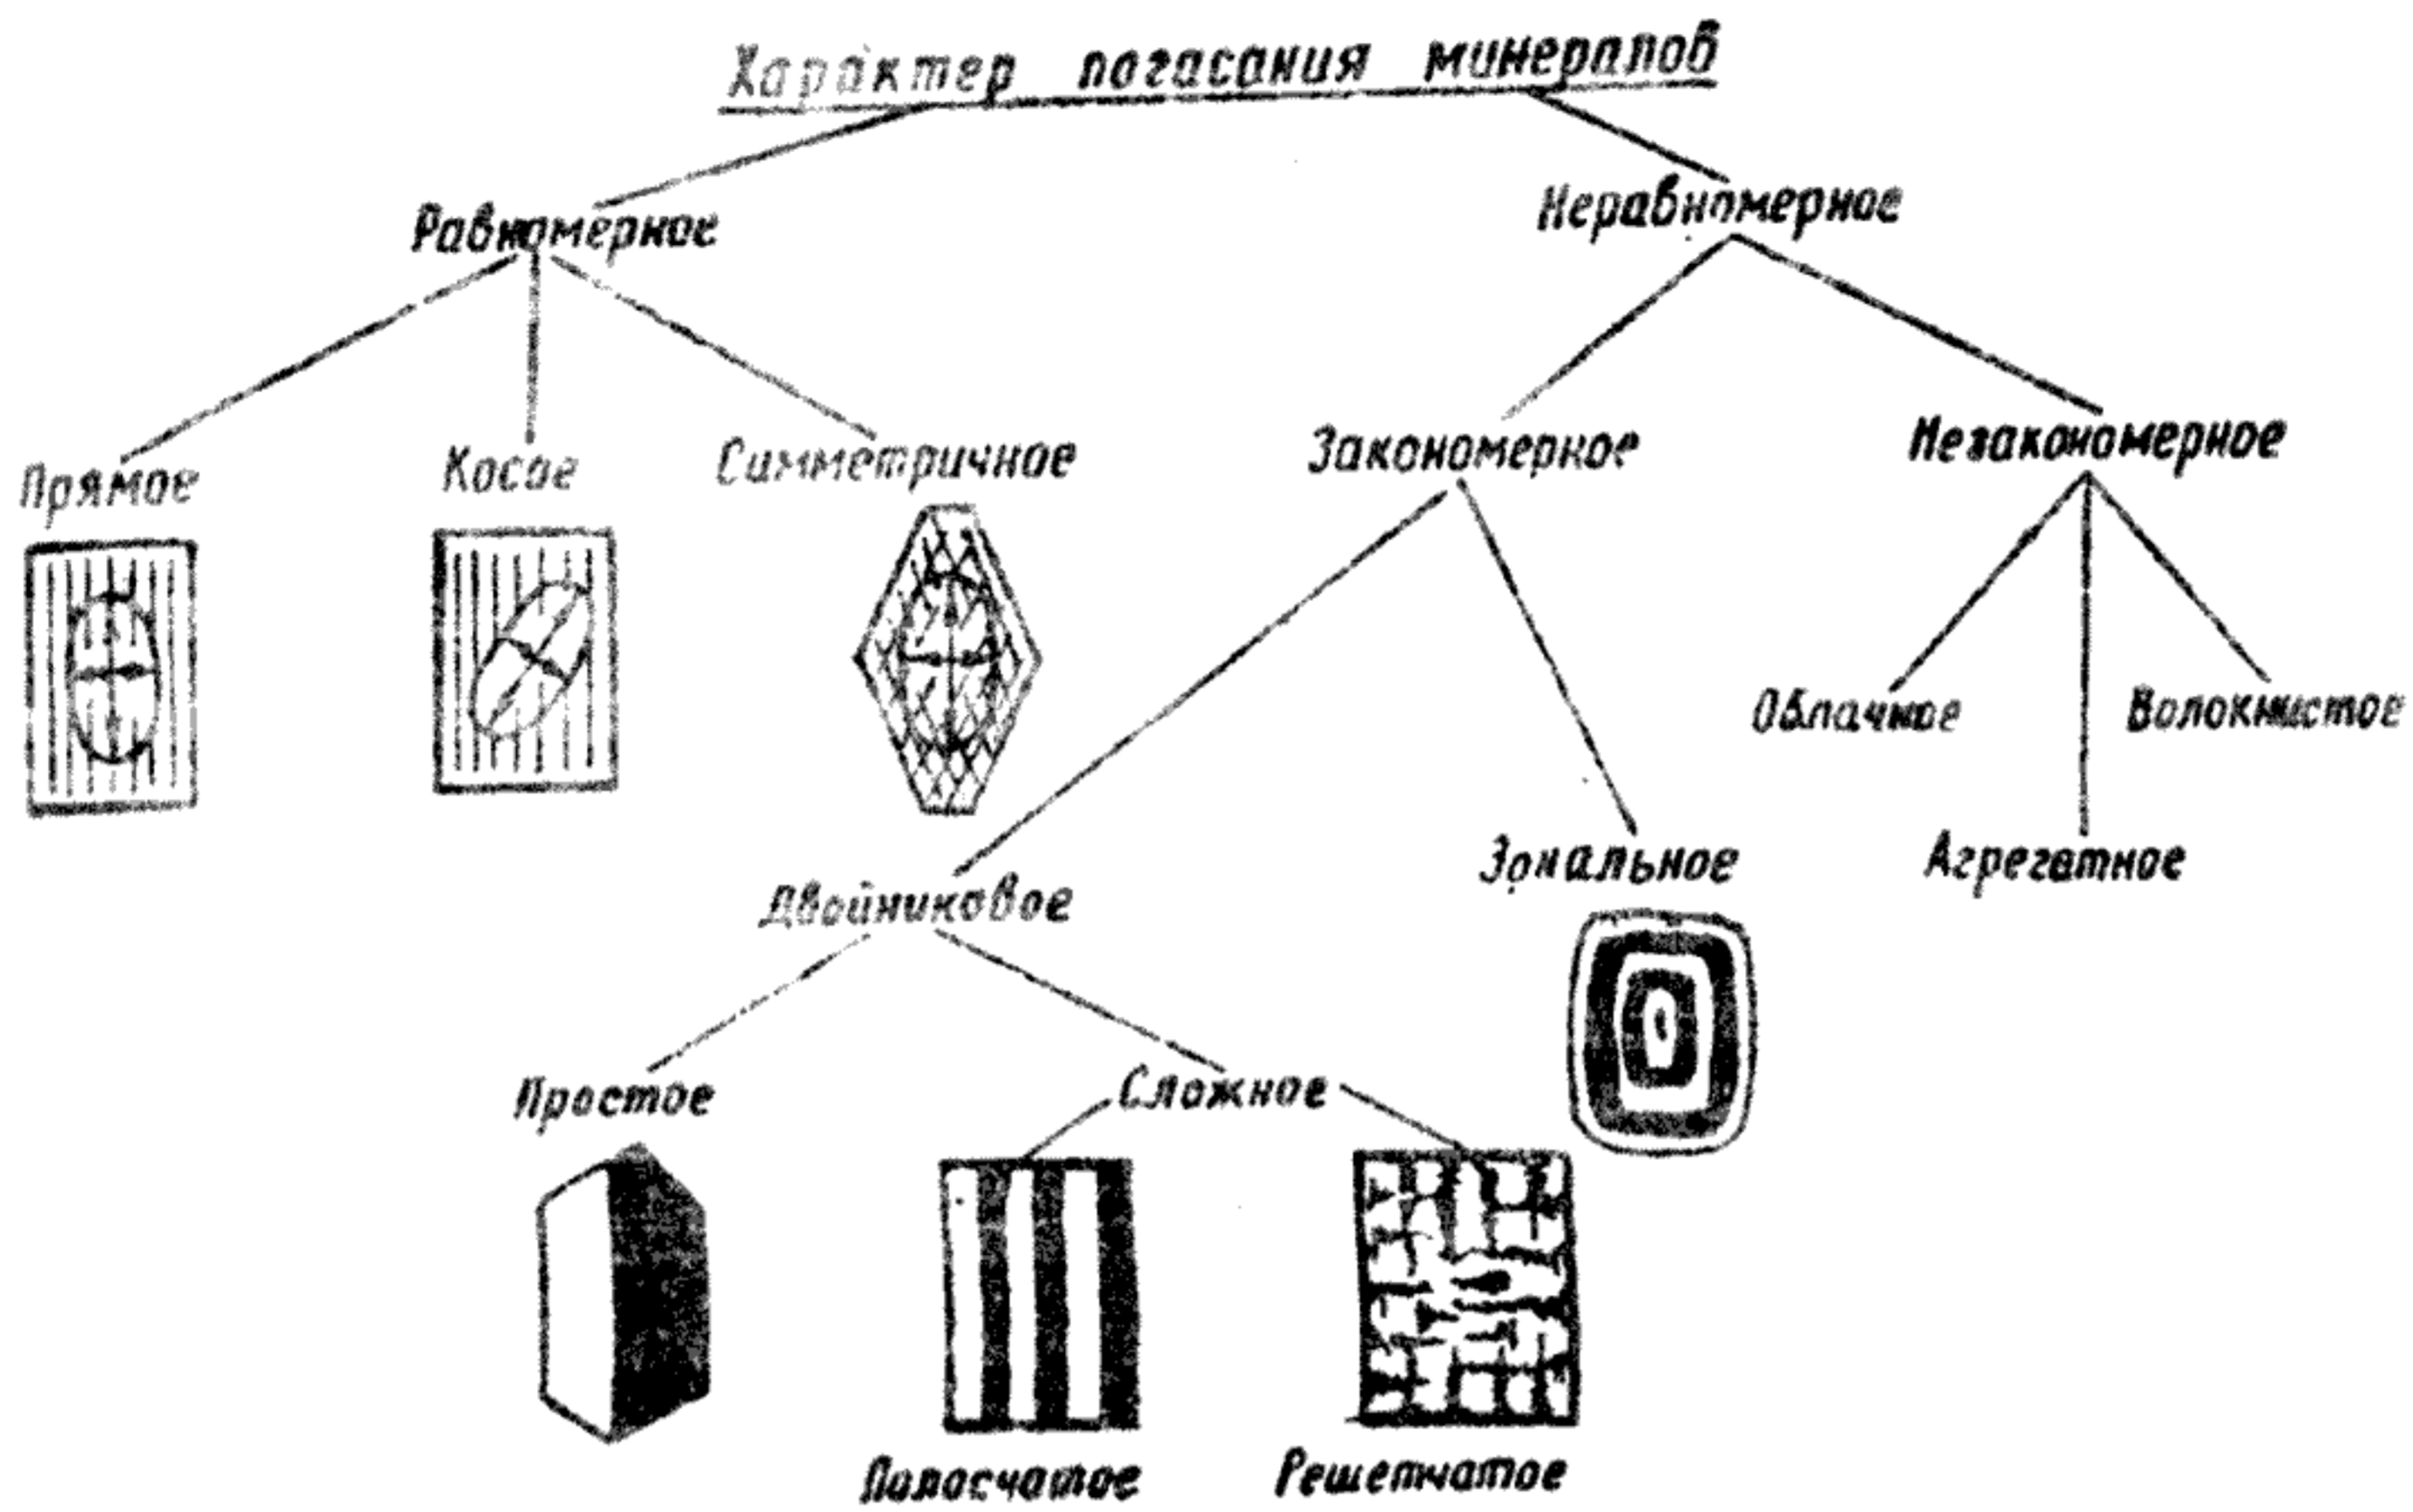 Характер погасания минералов
Равномерное
Неравномерное
Прямое
Косое
Симметричное
Закономерное
Незакономерное
Облачное
Волокнистое
Агрегатное
Двойниковое
Зональное
Простое
Сложное
Полосчатое
Решетчатое